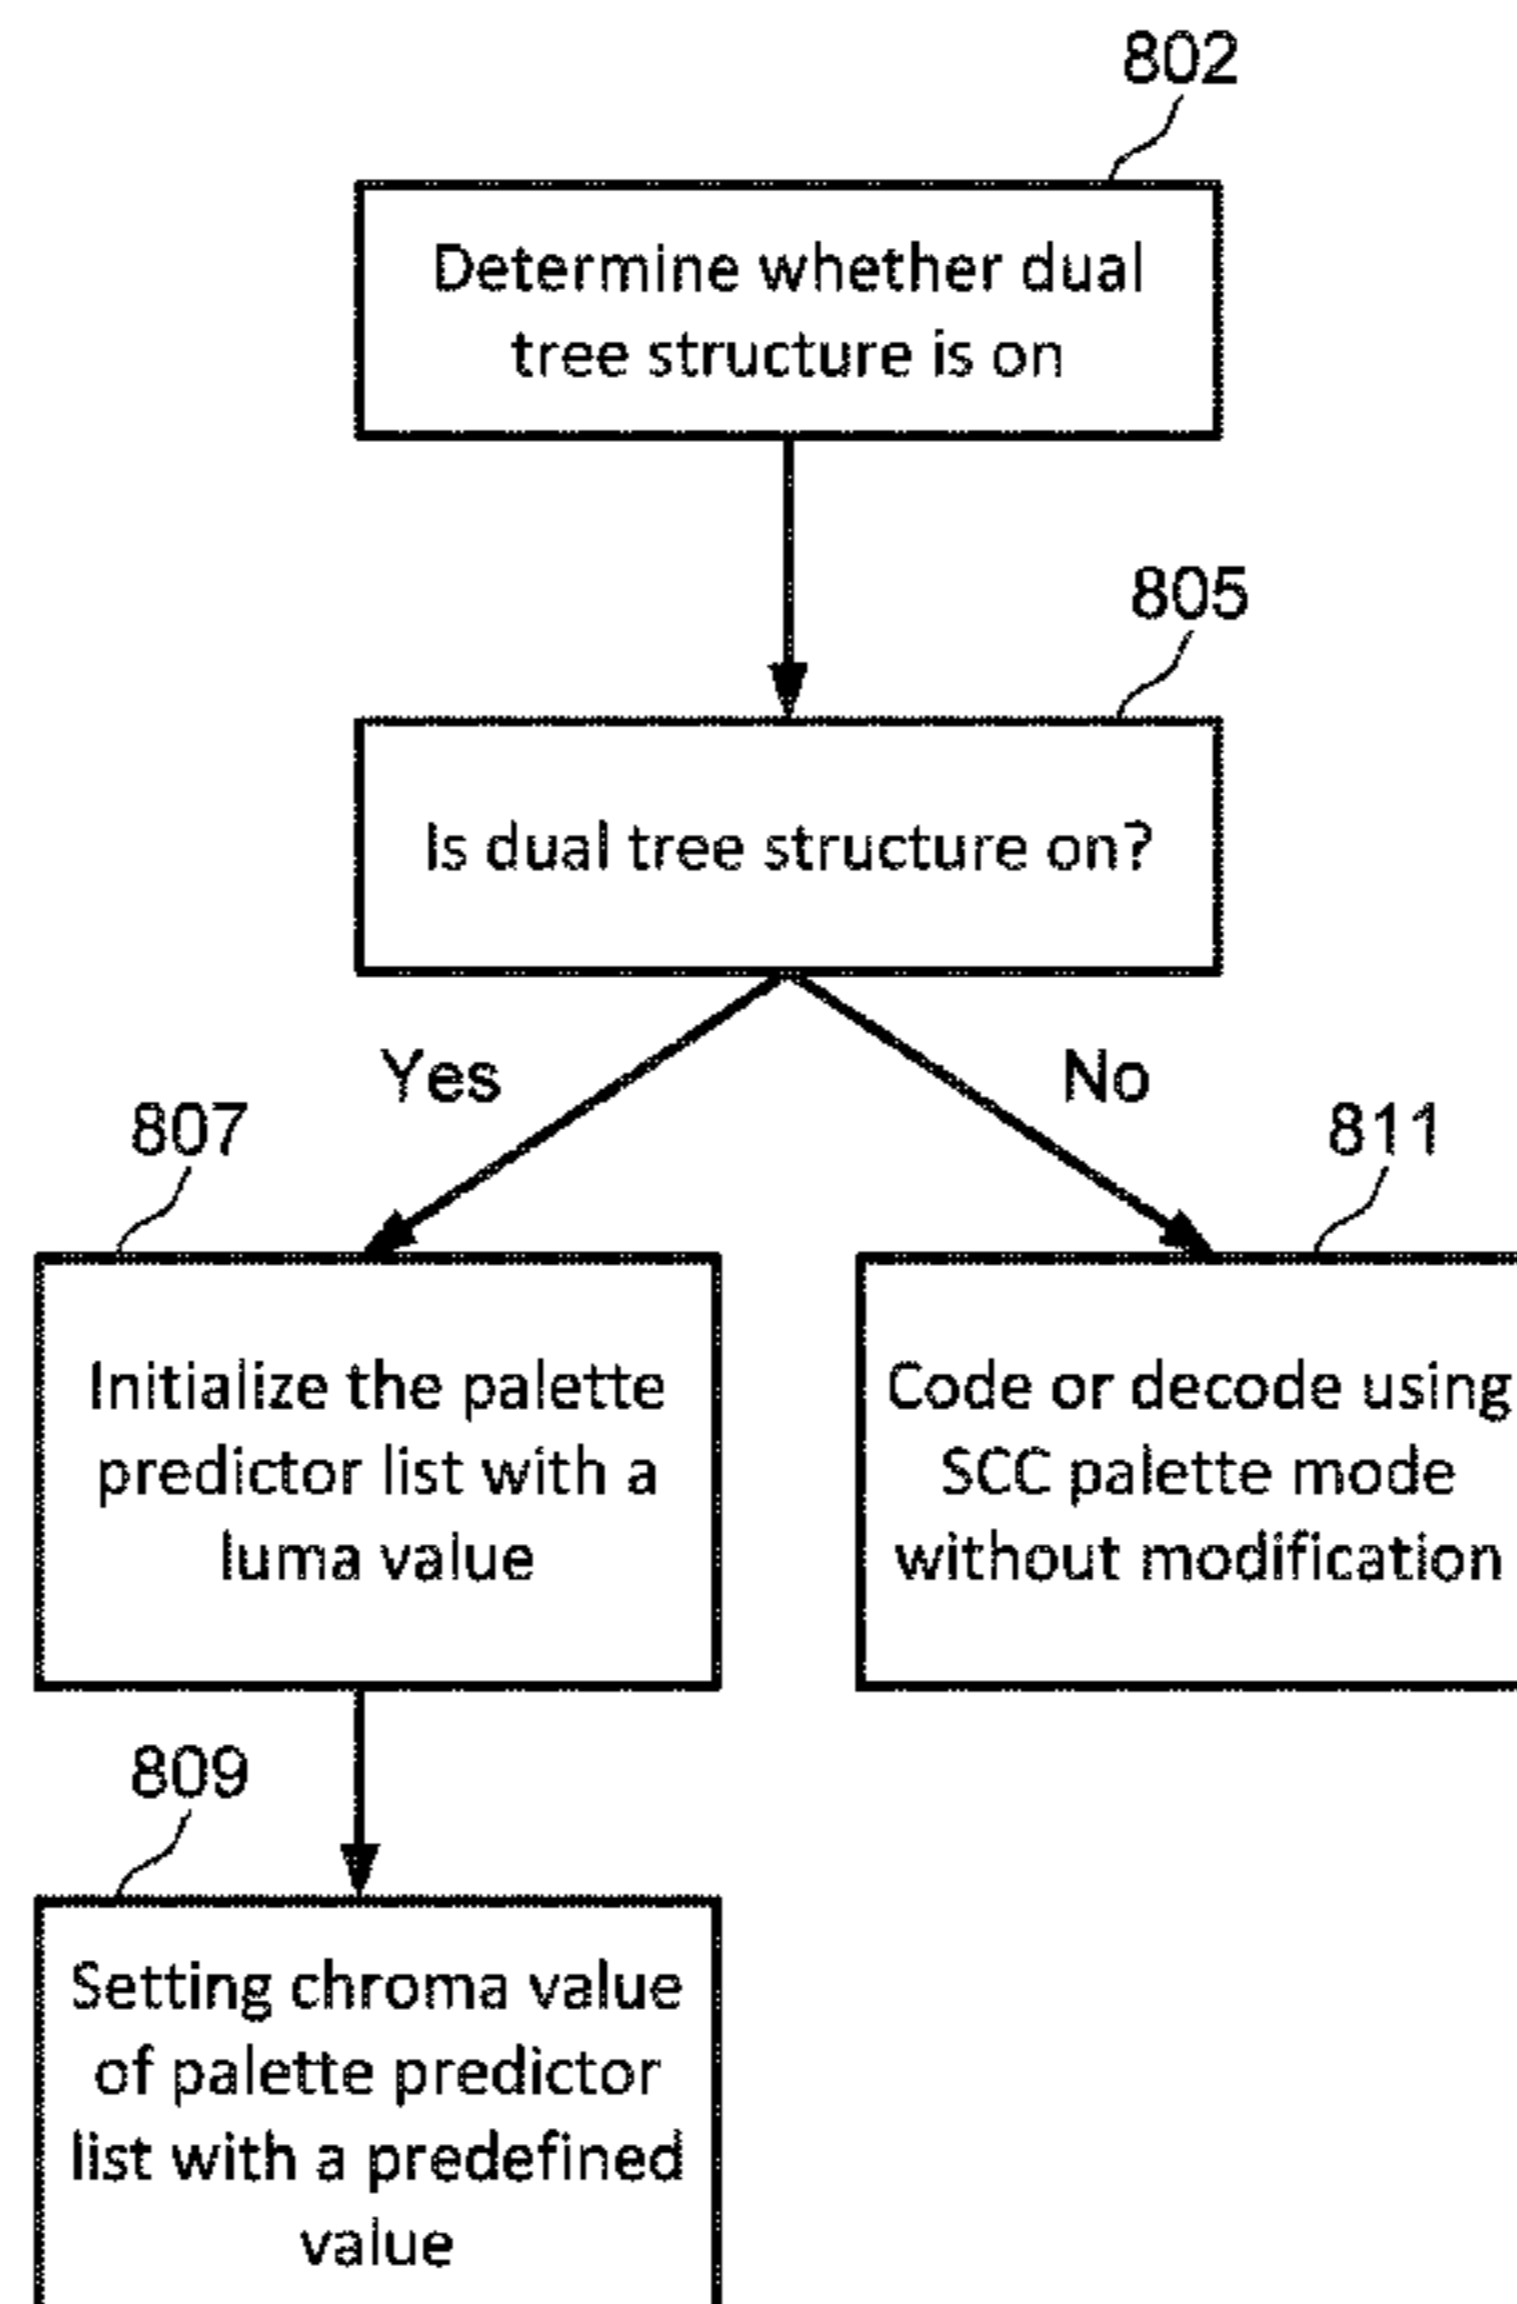 802
Determine whether dual
tree structure is on
805
Is dual tree structure on?
Yes
No
807
811
Initialize the palette
predictor list with a
luma value
Code or decode using
SCC palette mode
without modification
809
Setting chroma value
of palette predictor
list with a predefined
value